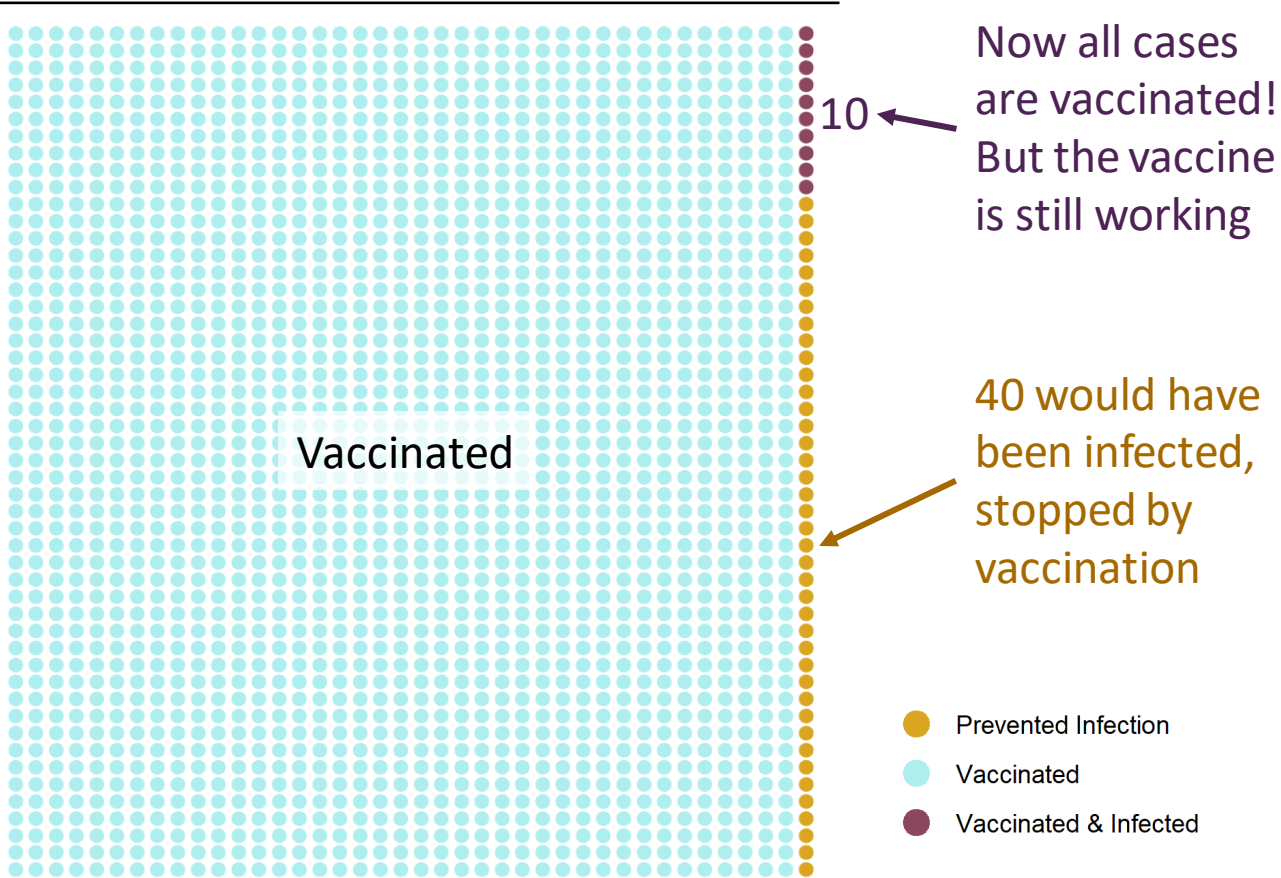 Now all cases
are vaccinated!
10
But the vaccine
is still working
Vaccinated
40 would have
been infected,
stopped by
vaccination
Prevented Infection
Vaccinated
Vaccinated & Infected